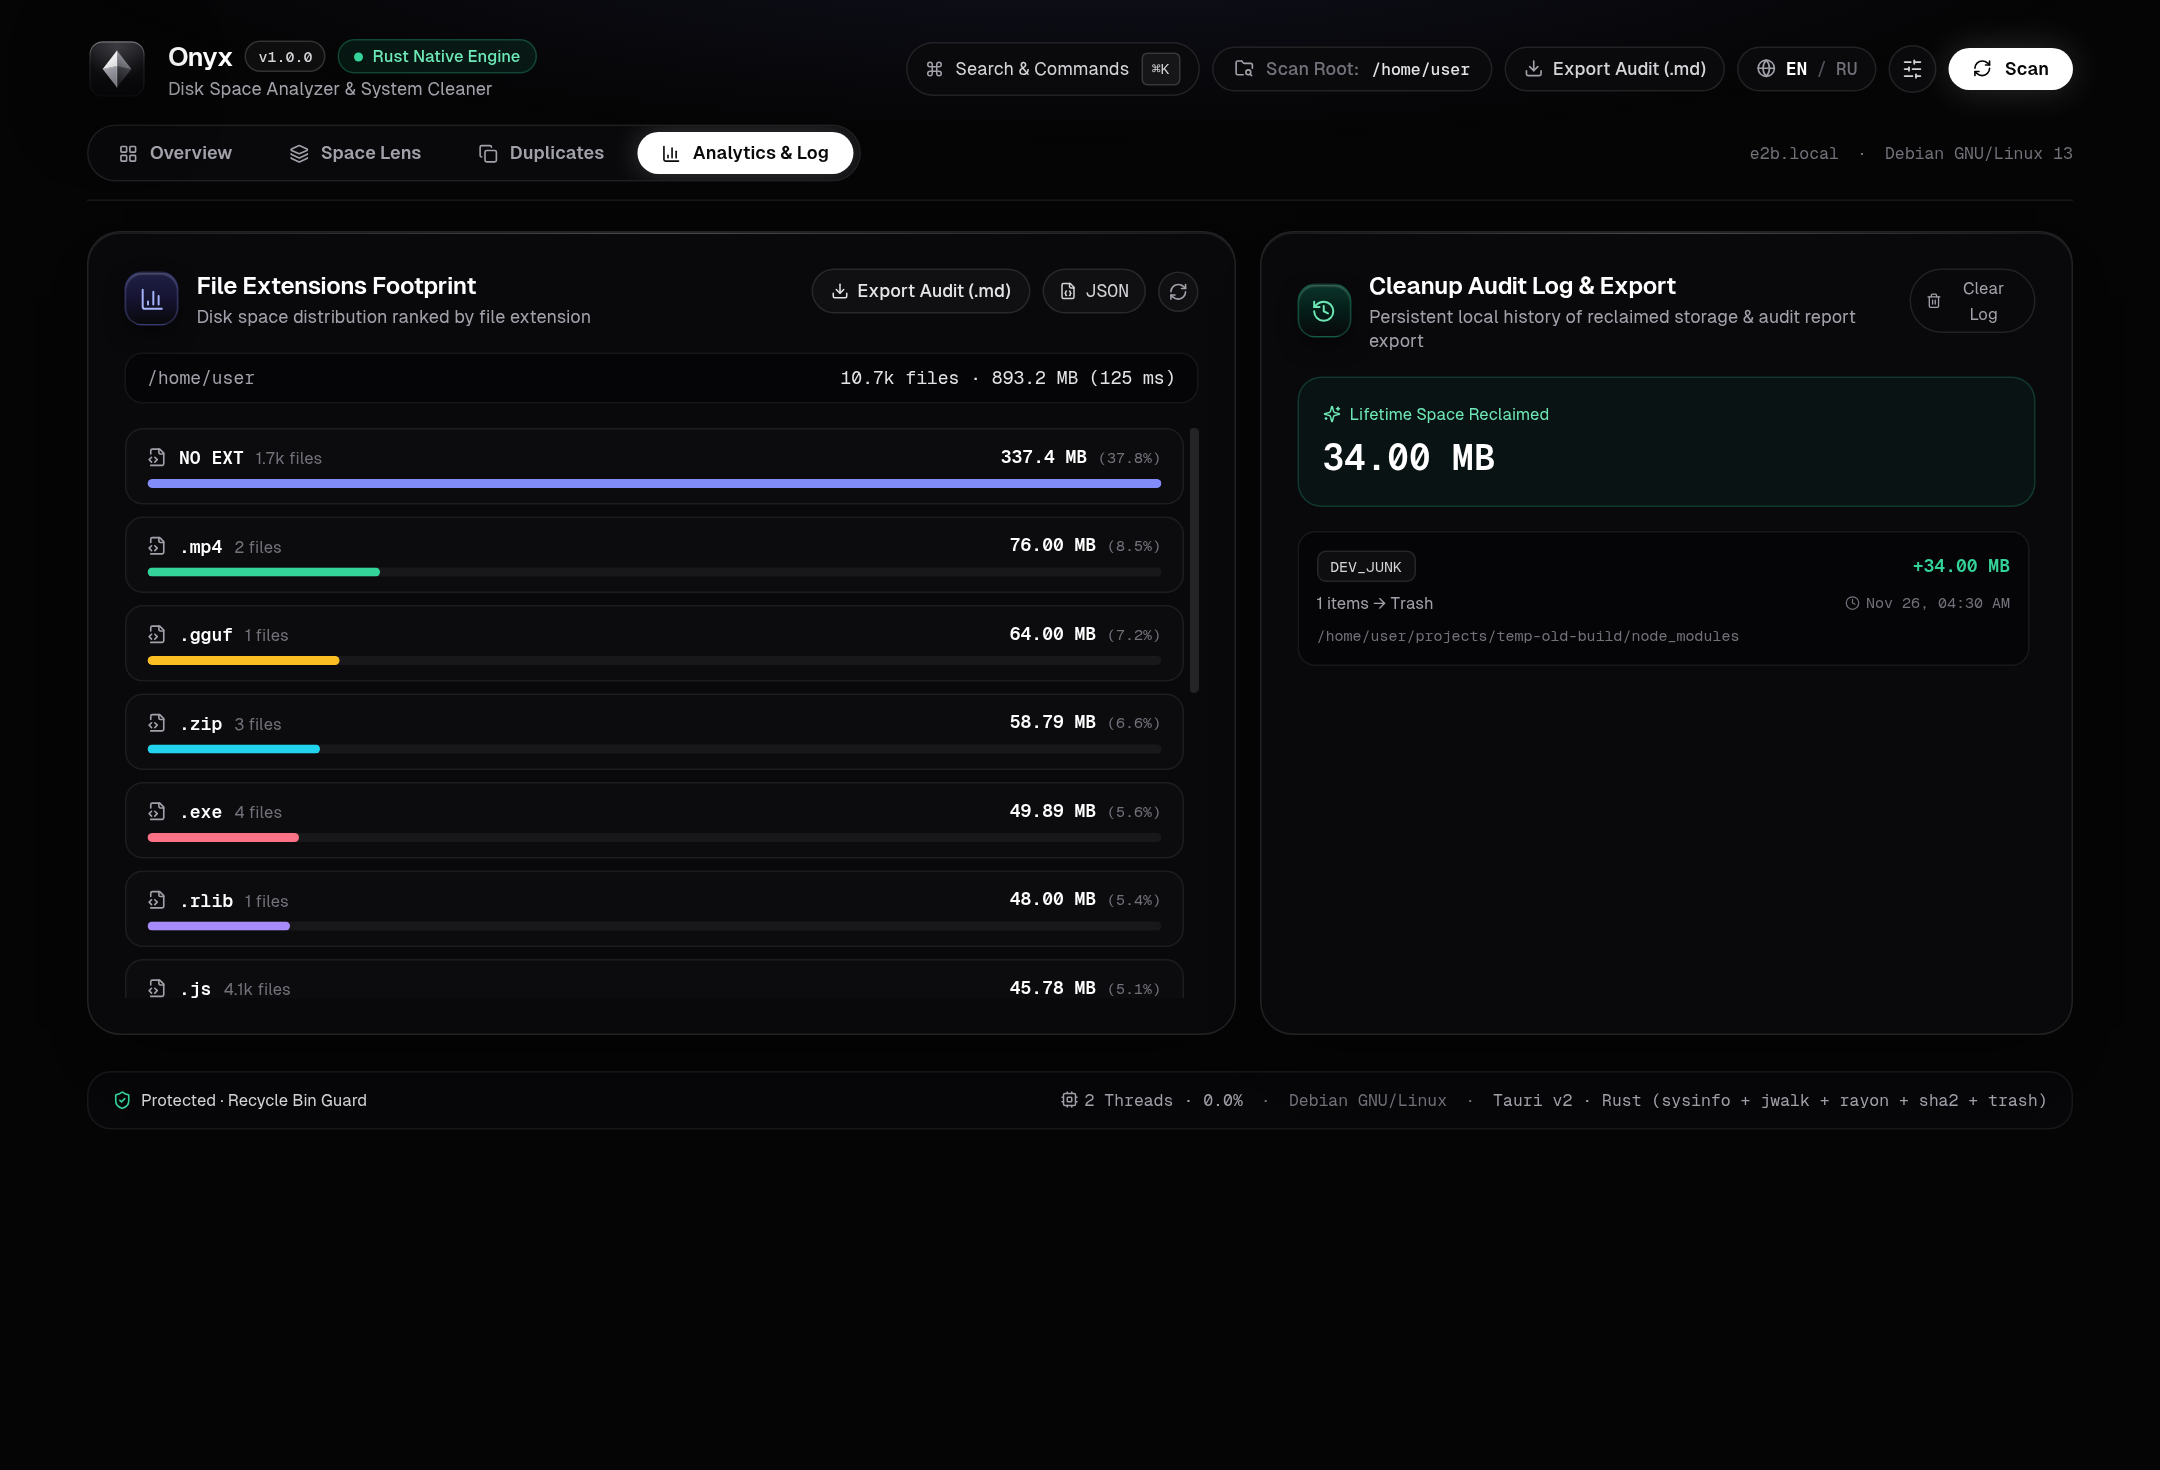 Onyx v1.0.0 Rust Native Engine
Disk Space Analyzer & System Cleaner
Search & Commands ⌘K
Scan Root: /home/user
Export Audit (.md)
EN / RU
Scan
Overview
Space Lens
Duplicates
Analytics & Log
e2b.local · Debian GNU/Linux 13
File Extensions Footprint
Disk space distribution ranked by file extension
Export Audit (.md)
JSON
/home/user 10.7k files · 893.2 MB (125 ms)
NO EXT 1.7k files 337.4 MB (37.8%)
.mp4 2 files 76.00 MB (8.5%)
.gguf 1 files 64.00 MB (7.2%)
.zip 3 files 58.79 MB (6.6%)
.exe 4 files 49.89 MB (5.6%)
.rlib 1 files 48.00 MB (5.4%)
.js 4.1k files 45.78 MB (5.1%)
Cleanup Audit Log & Export
Persistent local history of reclaimed storage & audit report
export
Clear
Log
Lifetime Space Reclaimed
34.00 MB
DEV_JUNK +34.00 MB
1 items → Trash Nov 26, 04:30 AM
/home/user/projects/temp-old-build/node_modules
Protected · Recycle Bin Guard
2 Threads · 0.0% · Debian GNU/Linux · Tauri v2 · Rust (sysinfo + jwalk + rayon + sha2 + trash)